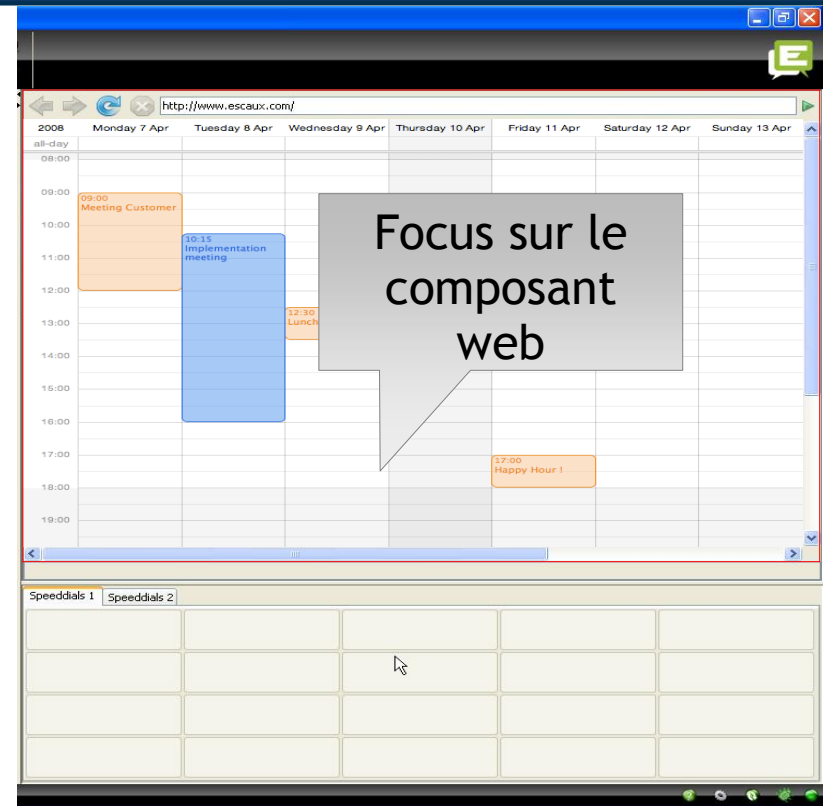 http://www.escaux.com/
2008 Monday 7 Apr Tuesday 8 Apr Wednesday 9 Apr Thursday 10 Apr Friday 11 Apr Saturday 12 Apr Sunday 13 Apr
all-day
08:00
09:00
09:00
Meeting Customer
10:00
10:15
Implementation
meeting
11:00
12:00
12:30
Lunch
13:00
14:00
15:00
16:00
17:00
17:00
Happy Hour !
18:00
19:00
Focus sur le
composant
web
Speeddials 1 Speeddials 2